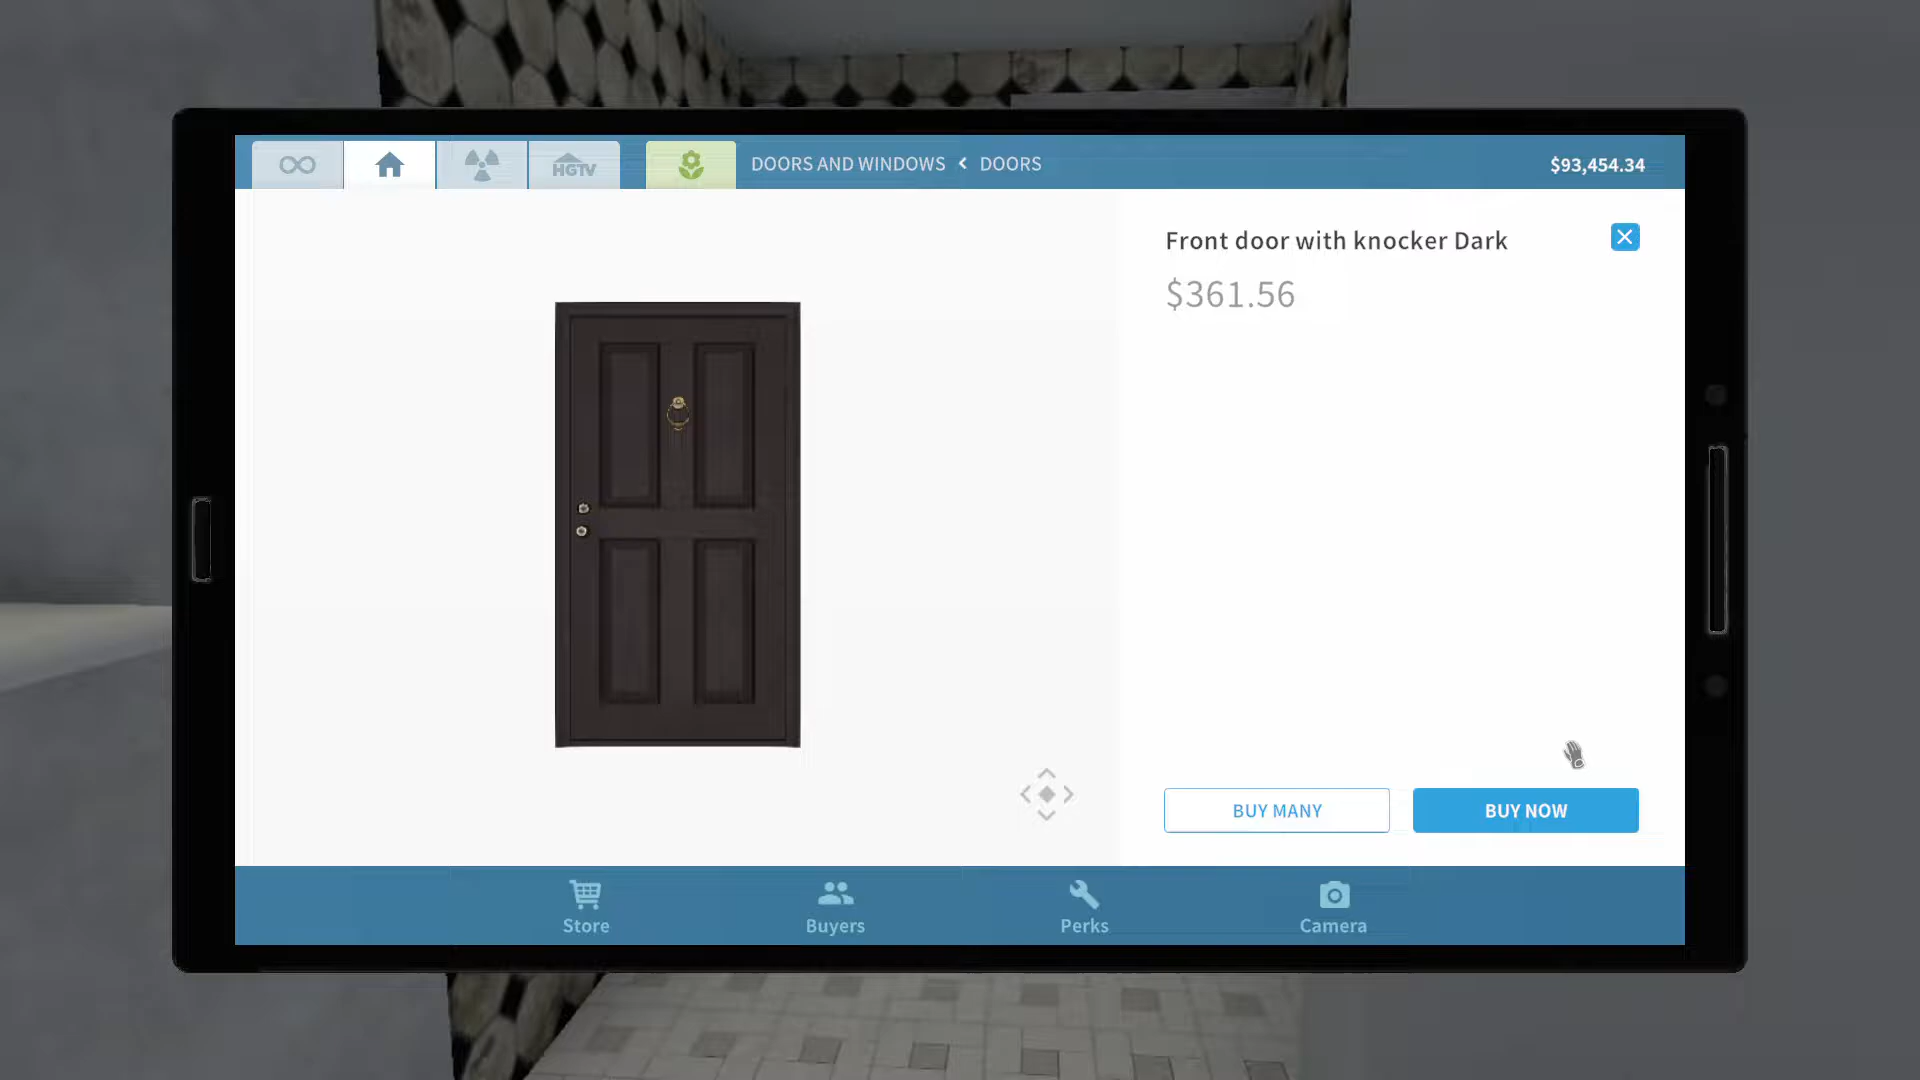 HGTV
DOORS AND WINDOWS < DOORS
$93,454.34
Front door with knocker Dark
$361.56
BUY MANY
BUY NOW
Store
Buyers
Perks
Camera